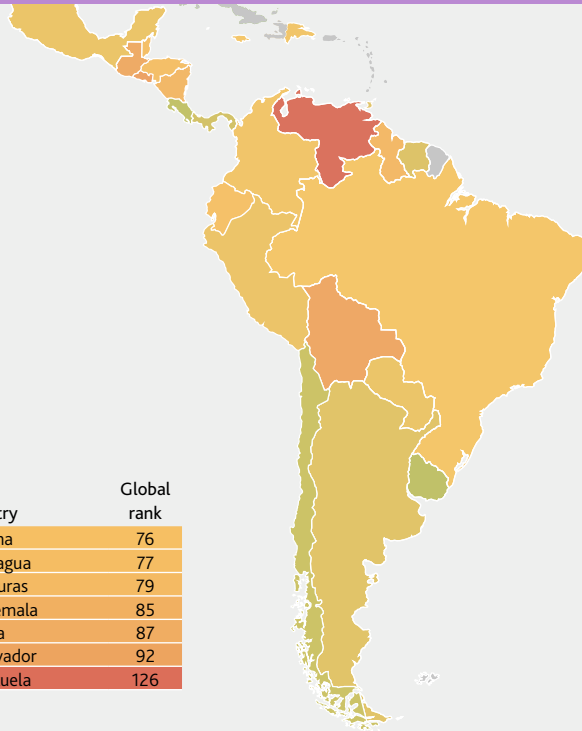 Global
try rank
na 76
agua 77
uras 79
emala 85
a 87
vador 92
uela 126